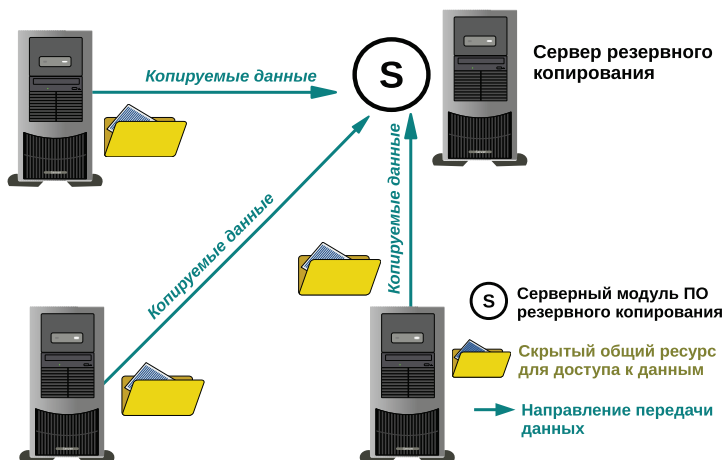 Копируемые данные
S
Сервер резервного
копирования
Копируемые данные
Копируемые данные
S
Серверный модуль ПО
резервного копирования
Скрытый общий ресурс
для доступа к данным
Направление передачи
данных